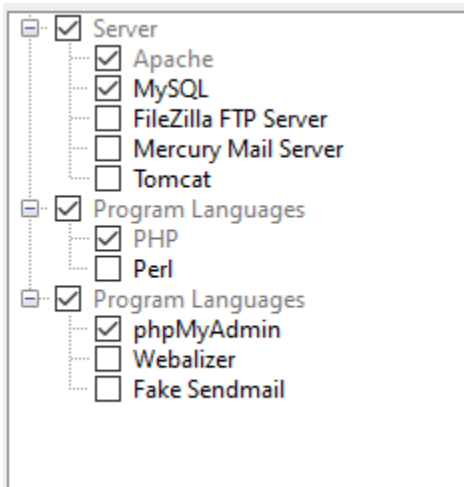 Server
Apache
MySQL
FileZilla FTP Server
Mercury Mail Server
Tomcat
Program Languages
PHP
Perl
Program Languages
phpMyAdmin
Webalizer
Fake Sendmail